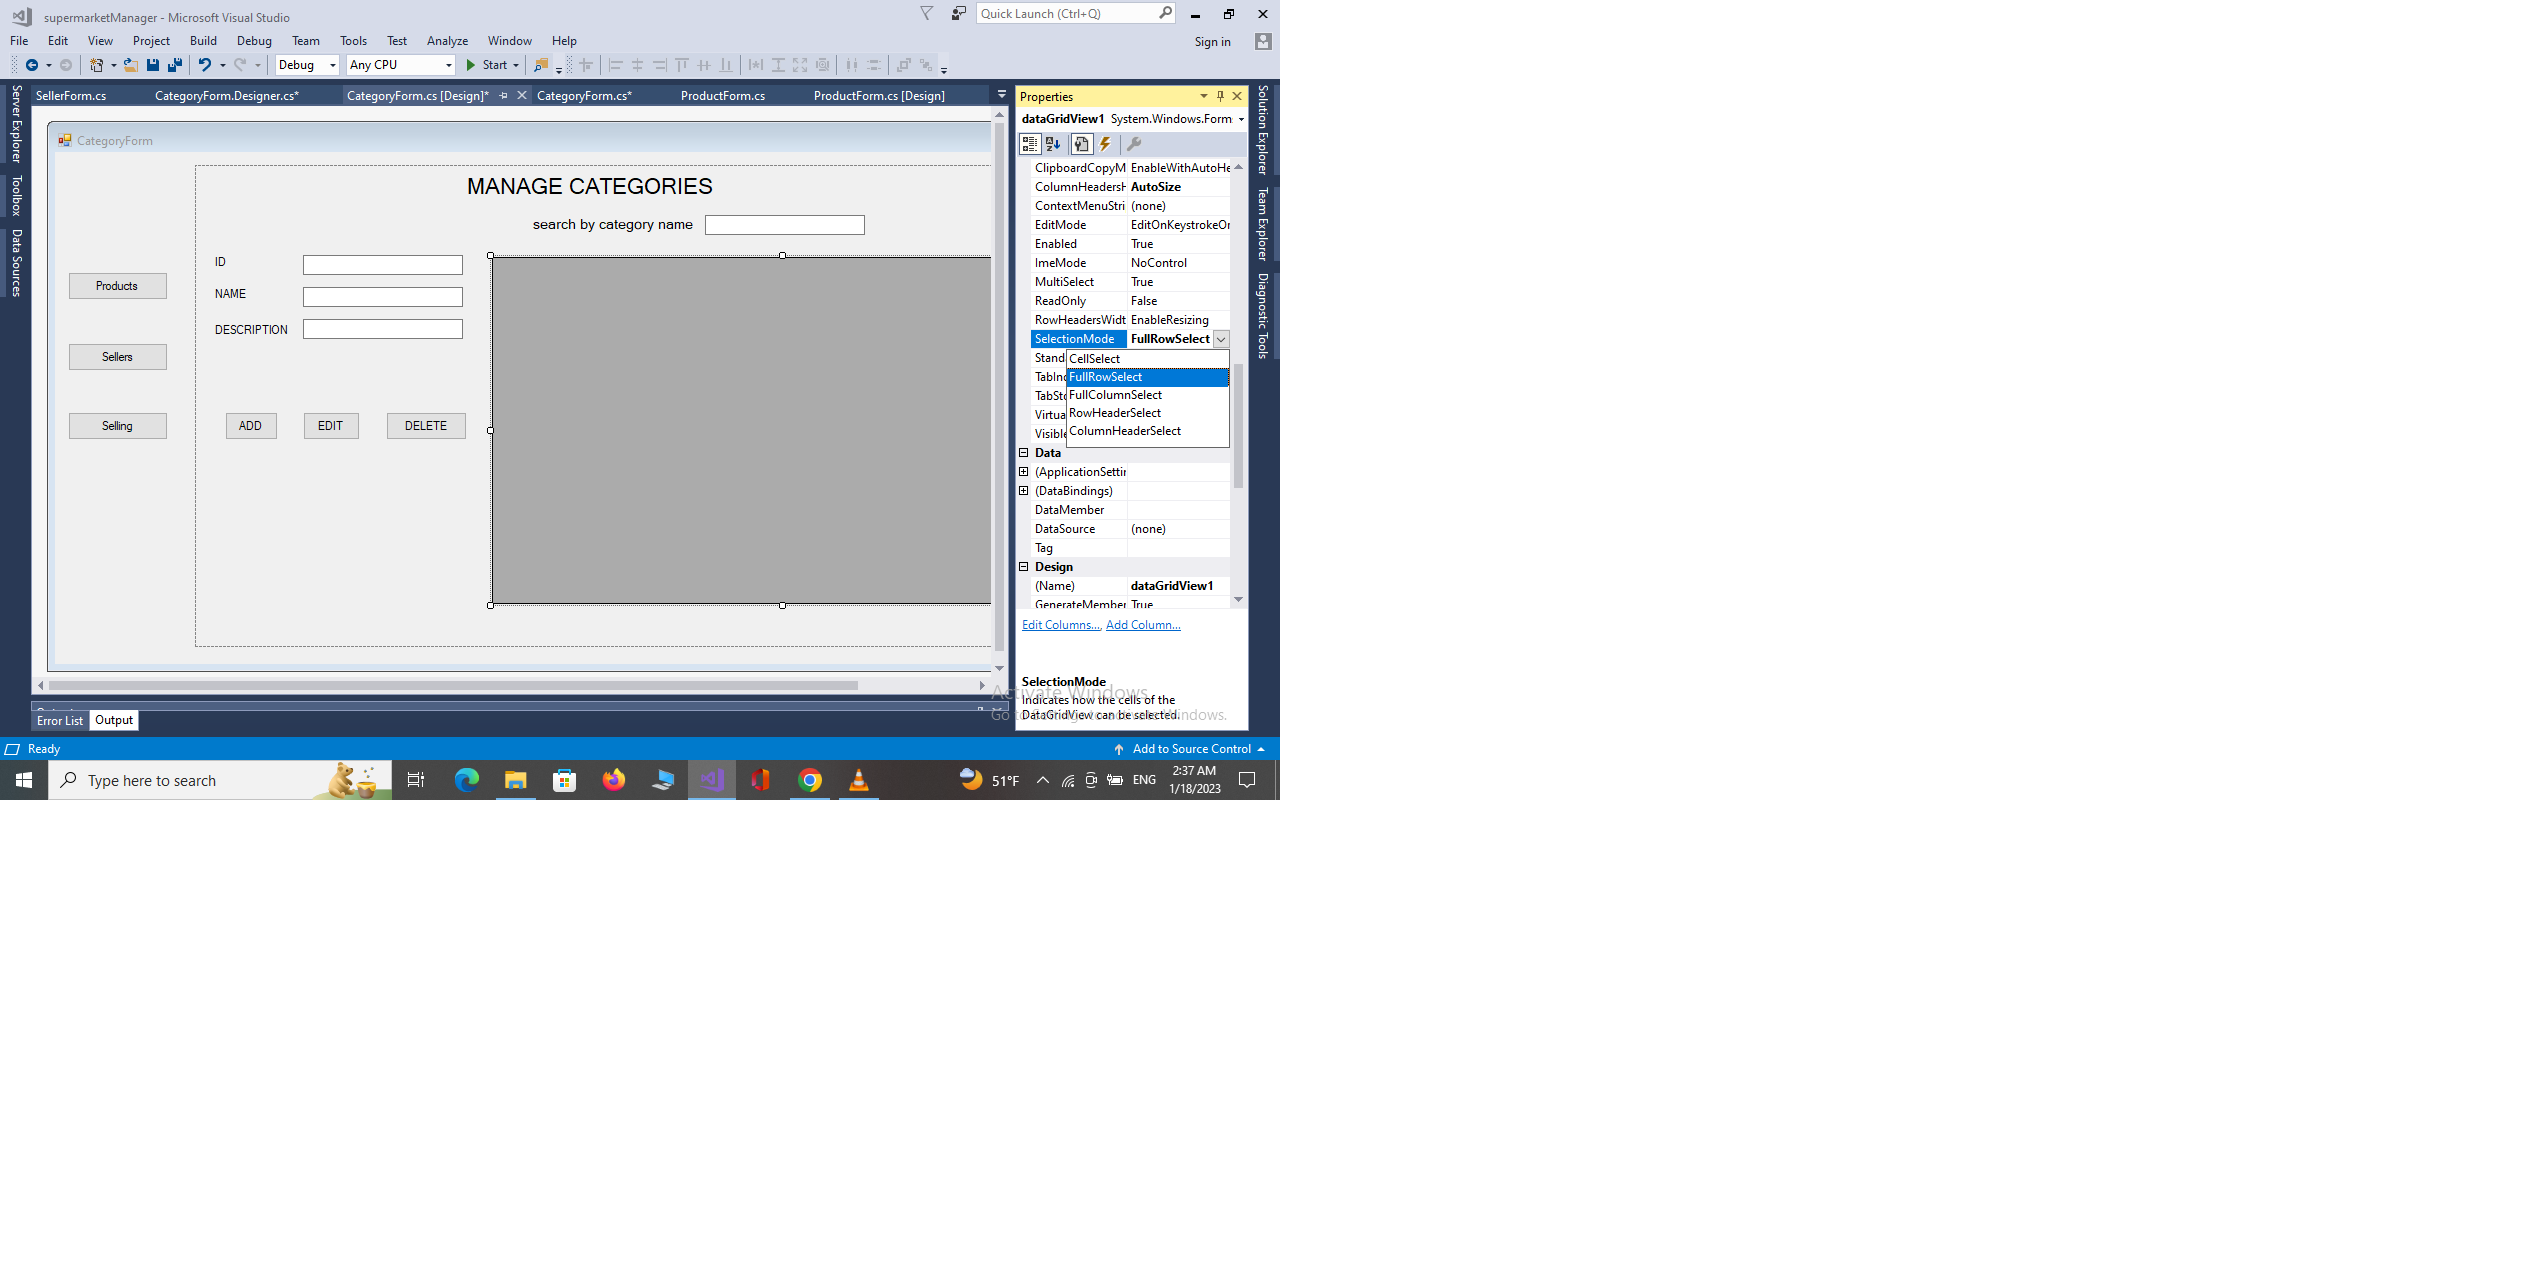 supermarketManager - Microsoft Visual Studio
Quick Launch (Ctrl+Q)
File Edit View Project Build Debug Team Tools Test Analyze Window Help
Sign in
Debug Any CPU Start
SellerForm.cs CategoryForm.Designer.cs* CategoryForm.cs [Design]* CategoryForm.cs* ProductForm.cs ProductForm.cs [Design]
Server Explorer
Toolbox
Data Sources
CategoryForm
MANAGE CATEGORIES
search by category name
ID
NAME
DESCRIPTION
Products
Sellers
Selling
ADD EDIT DELETE
Properties
dataGridView1 System.Windows.Form
ClipboardCopyM EnableWithAutoHe
ColumnHeadersH AutoSize
ContextMenuStri (none)
EditMode EditOnKeystrokeOr
Enabled True
ImeMode NoControl
MultiSelect True
ReadOnly False
RowHeadersWidt EnableResizing
SelectionMode FullRowSelect
Stand
TabInd
TabSto
Virtua
Visible
CellSelect
FullRowSelect
FullColumnSelect
RowHeaderSelect
ColumnHeaderSelect
Data
(ApplicationSettin
(DataBindings)
DataMember
DataSource (none)
Tag
Design
(Name) dataGridView1
GenerateMember True
Edit Columns..., Add Column...
SelectionMode
Indicates how the cells of the
DataGridView can be selected.
Activate Windows
Go to Settings to activate Windows.
Solution Explorer
Team Explorer
Diagnostic Tools
Error List Output
Ready
Add to Source Control
Type here to search
51°F
ENG
2:37 AM
1/18/2023